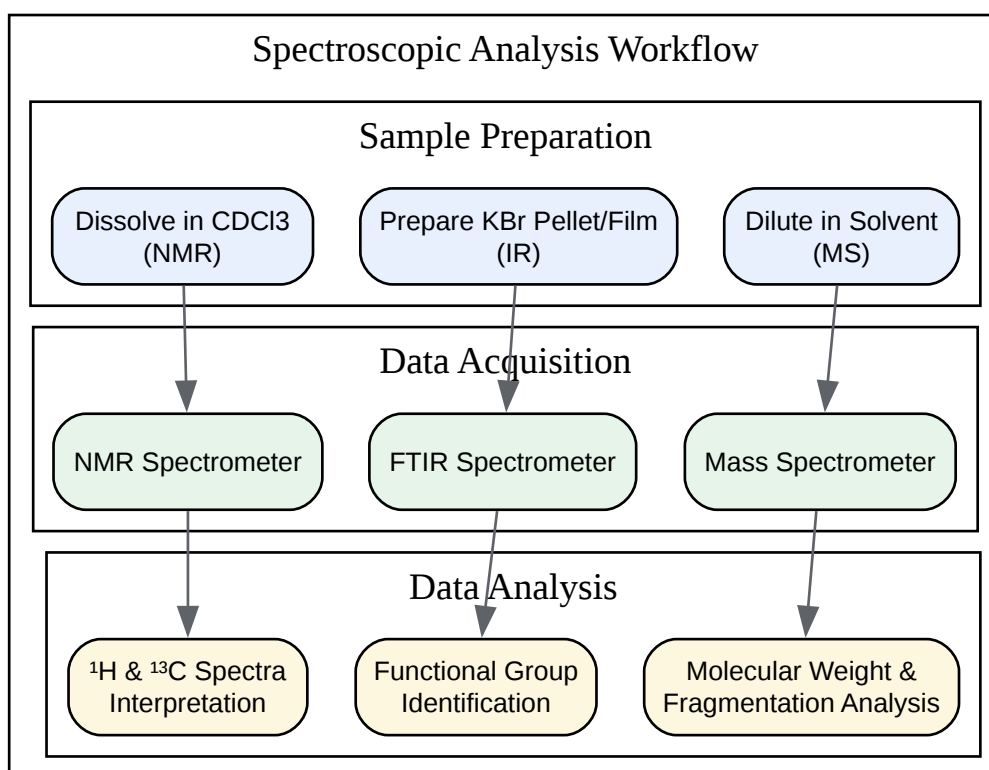 Spectroscopic Analysis Workflow
Sample Preparation
Dissolve in CDCl3
(NMR)
Prepare KBr Pellet/Film
(IR)
Dilute in Solvent
(MS)
Data Acquisition
NMR Spectrometer
FTIR Spectrometer
Mass Spectrometer
Data Analysis
¹H & ¹³C Spectra
Interpretation
Functional Group
Identification
Molecular Weight &
Fragmentation Analysis